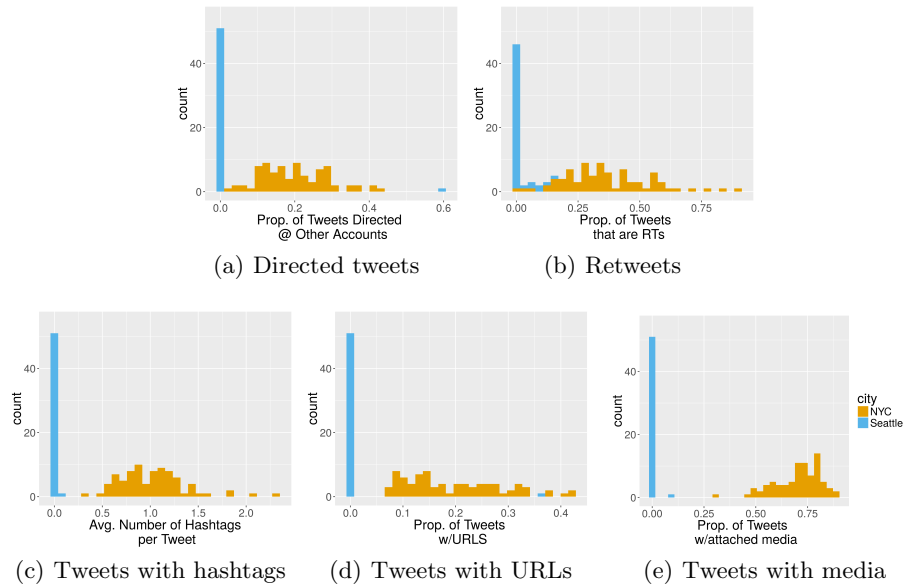 count
40
20
0
0.0
0.2
0.4
0.6
Prop. of Tweets Directed
@ Other Accounts
(a) Directed tweets
count
40
20
0
0.00
0.25
0.50
0.75
Prop. of Tweets
that are RTs
(b) Retweets
count
40
20
0
0.0
0.5
1.0
1.5
2.0
Avg. Number of Hashtags
per Tweet
(c) Tweets with hashtags
count
40
20
0
0.0
0.1
0.2
0.3
0.4
Prop. of Tweets
w/URLS
(d) Tweets with URLs
count
40
20
0
0.00
0.25
0.50
0.75
Prop. of Tweets
w/attached media
(e) Tweets with media
city
NYC
Seattle